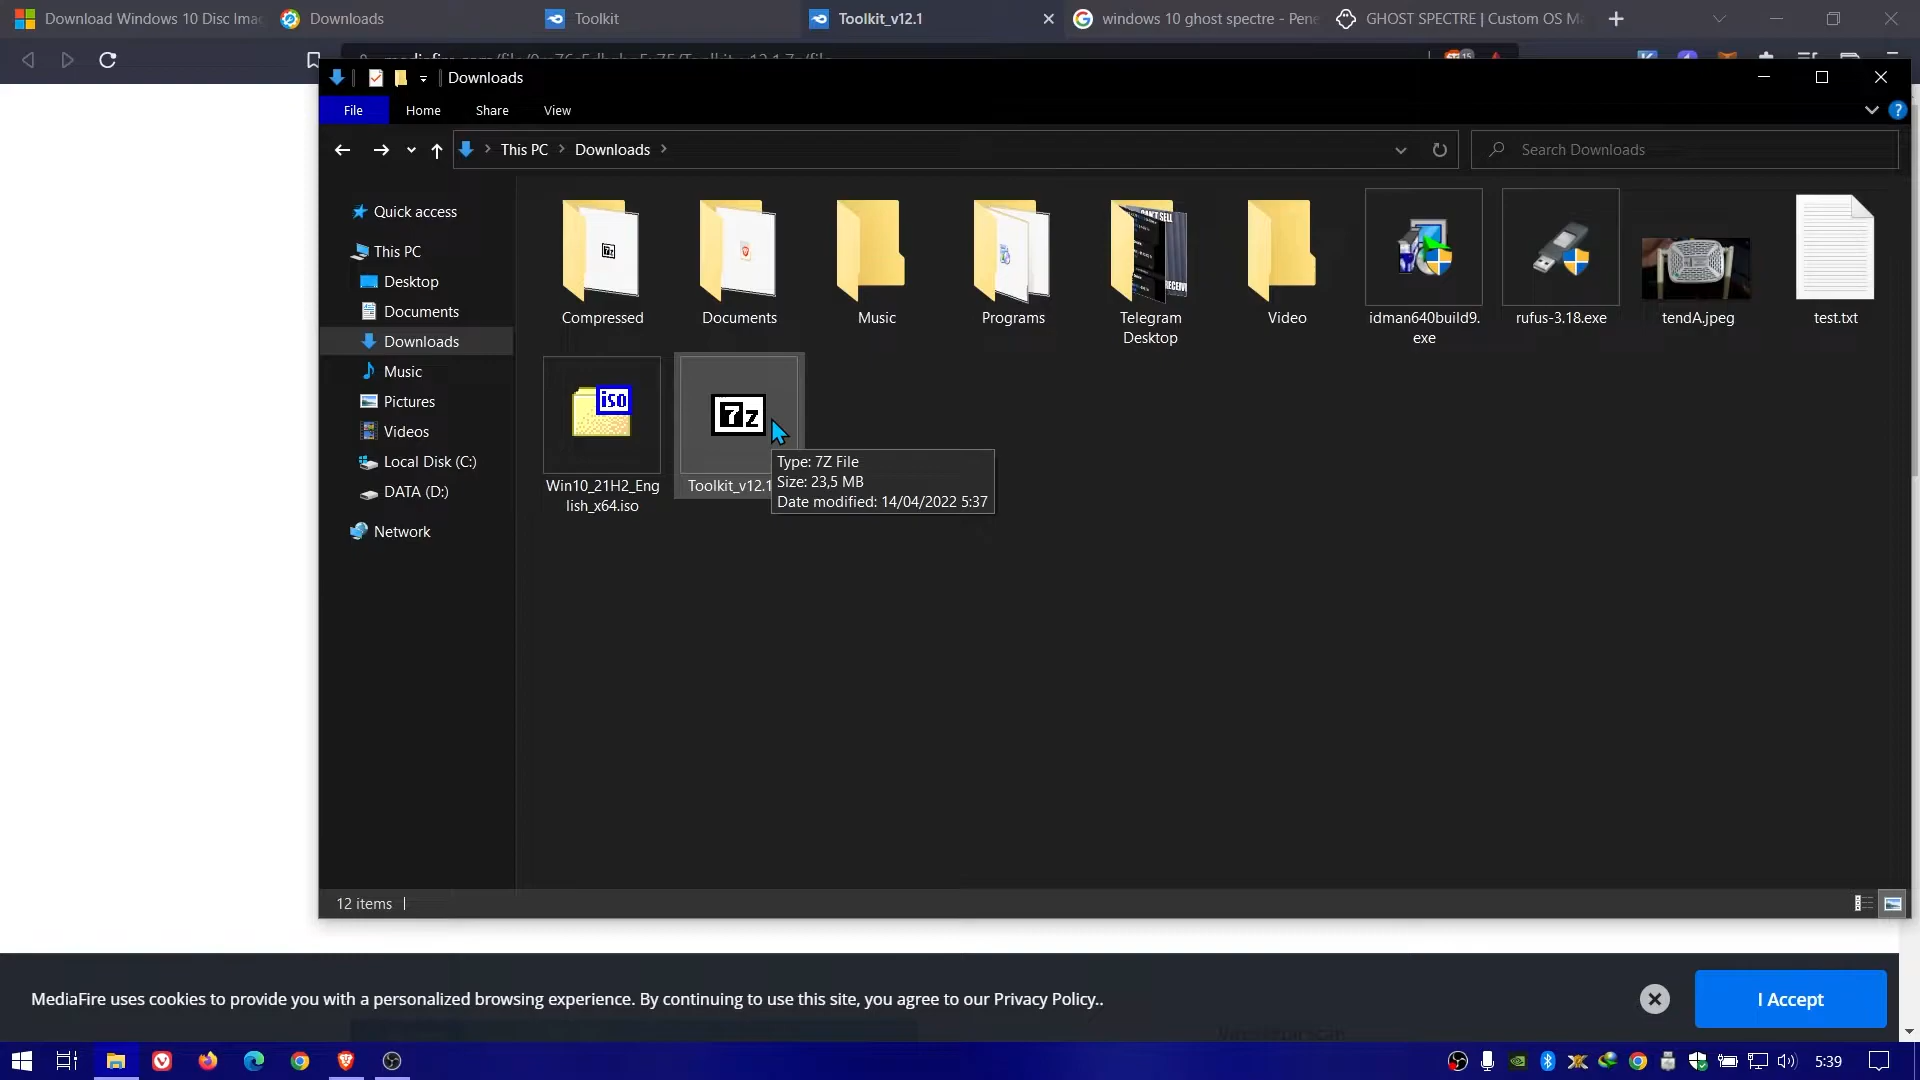 Download Windows 10 Disc Ima
Downloads
Toolkit
Toolkit_v12.1
windows 10 ghost spectre - Pene
GHOST SPECTRE | Custom OS M
Downloads
File
Home
Share
View
This PC
Downloads
Search Downloads
Quick access
This PC
Desktop
Documents
Downloads
Music
Pictures
Videos
Local Disk (C:)
DATA (D:)
Network
Compressed
Documents
Music
Programs
Telegram
Desktop
Video
idman640build9.
exe
rufus-3.18.exe
tendA.jpeg
test.txt
iso
7z
Win10_21H2_Eng
lish_x64.iso
Toolkit_v12.1
Type: 7Z File
Size: 23,5 MB
Date modified: 14/04/2022 5:37
12 items
MediaFire uses cookies to provide you with a personalized browsing experience. By continuing to use this site, you agree to our Privacy Policy..
I Accept
5:39